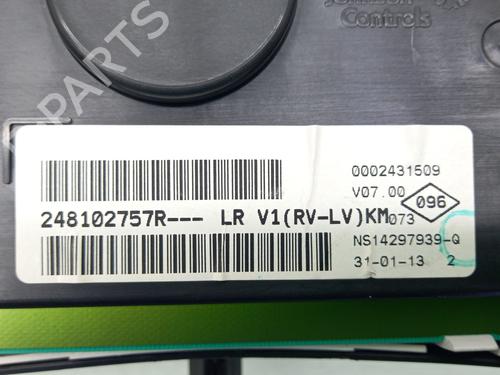 Johnson
Controls
0002431509
V07.00
096
248102757R--- LR V1(RV-LV)KM
073
NS14297939-Q
31-01-13 2
B-PARTS